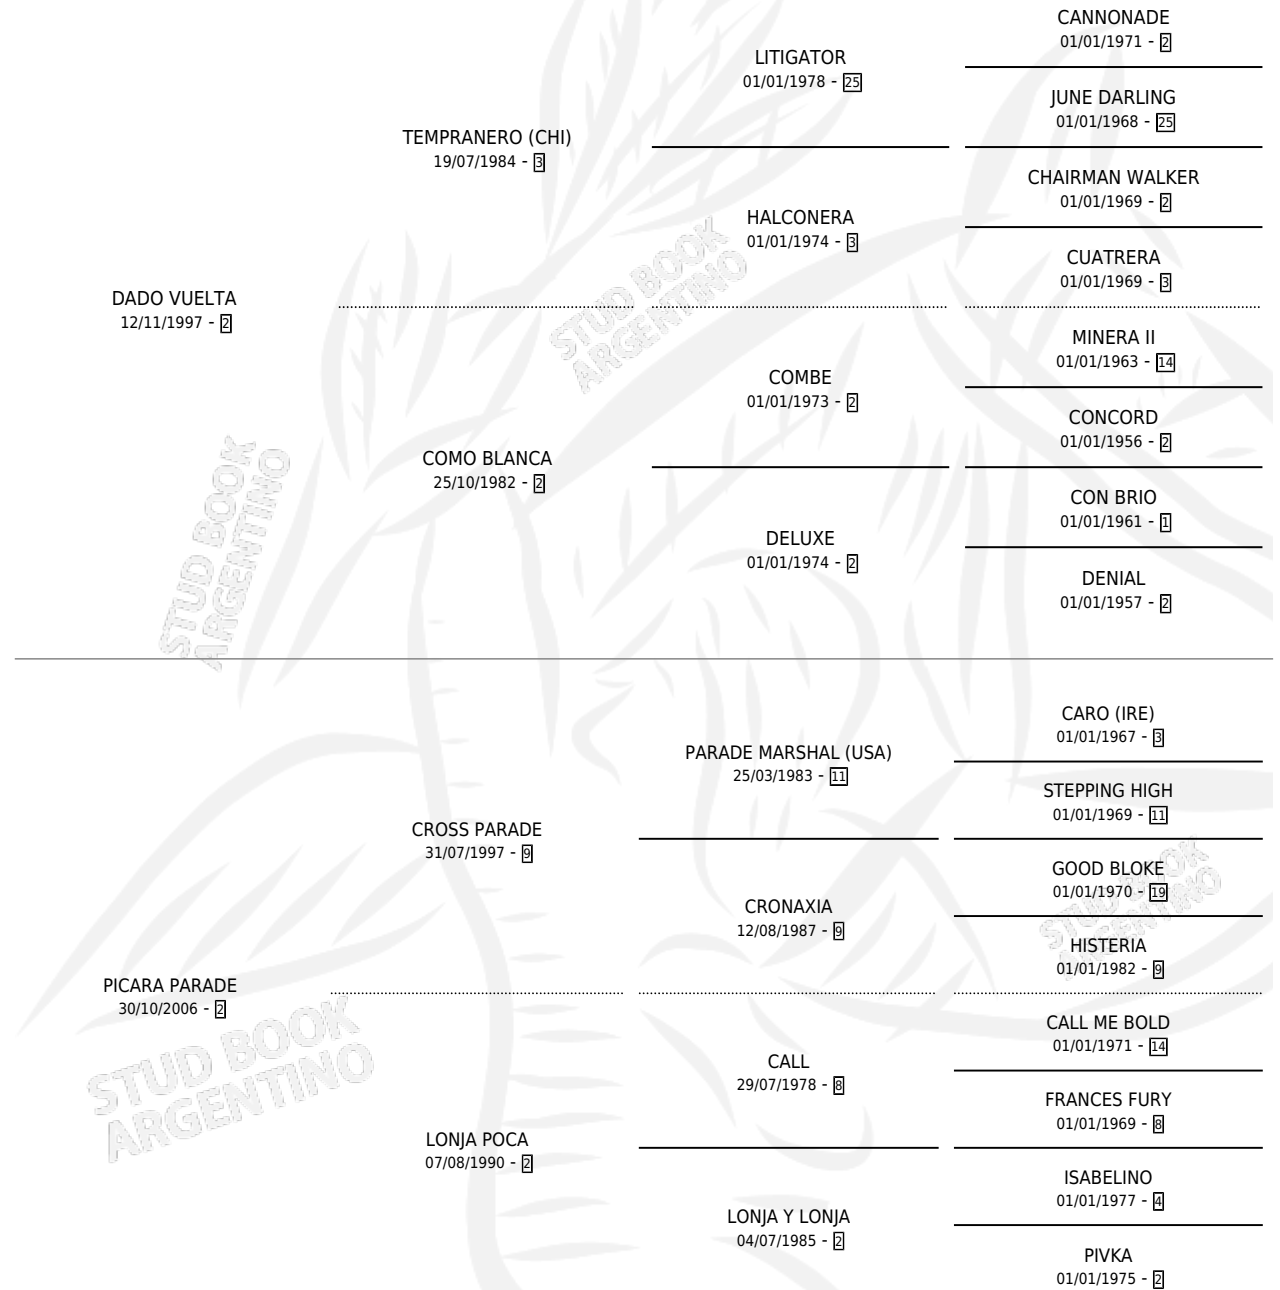 CANNONADE
01/01/1971 - 2
LITIGATOR
01/01/1978 - 25
JUNE DARLING
01/01/1968 - 25
TEMPRANERO (CHI)
19/07/1984 - 3
CHAIRMAN WALKER
01/01/1969 - 2
HALCONERA
01/01/1974 - 3
CUATRERA
01/01/1969 - 3
DADO VUELTA
12/11/1997 - 2
STUD BOOK
ARGENTINO
MINERA II
01/01/1963 - 14
COMBE
01/01/1973 - 2
CONCORD
01/01/1956 - 2
COMO BLANCA
25/10/1982 - 2
CON BRIO
01/01/1961 - 1
DELUXE
01/01/1974 - 2
DENIAL
01/01/1957 - 2
STUD BOOK
ARGENTINO
CARO (IRE)
01/01/1967 - 3
PARADE MARSHAL (USA)
25/03/1983 - 11
STEPPING HIGH
01/01/1969 - 11
CROSS PARADE
31/07/1997 - 9
GOOD BLOKE
01/01/1970 - 19
CRONAXIA
12/08/1987 - 9
HISTERIA
01/01/1982 - 9
STUD BOOK
ARGENTINO
PICARA PARADE
30/10/2006 - 2
STUD BOOK
ARGENTINO
CALL ME BOLD
01/01/1971 - 14
CALL
29/07/1978 - 8
FRANCES FURY
01/01/1969 - 8
LONJA POCA
07/08/1990 - 2
ISABELINO
01/01/1977 - 4
LONJA Y LONJA
04/07/1985 - 2
PIVKA
01/01/1975 - 2